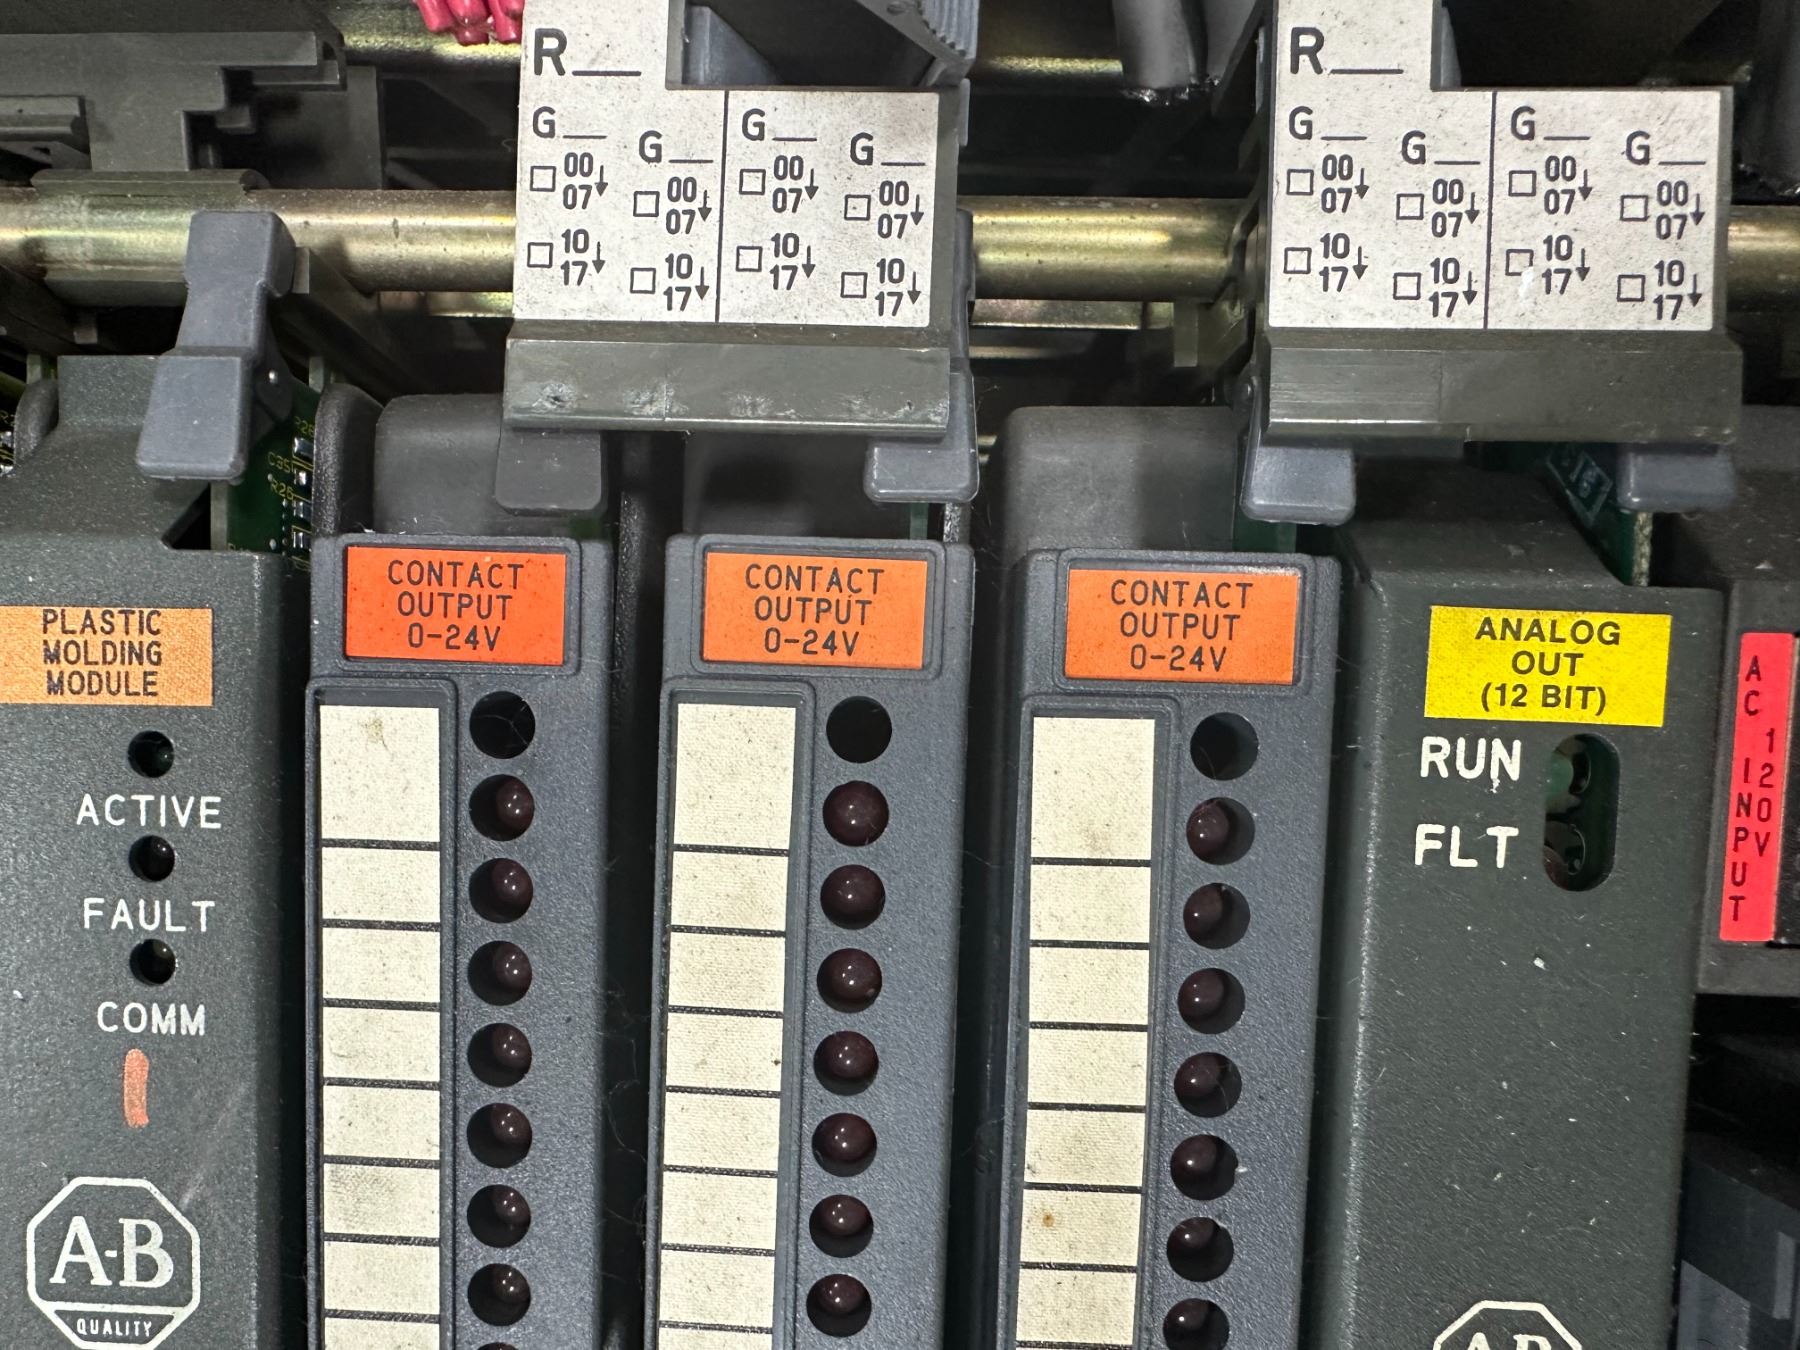 R__
G__ G__ G__ G__
00 00 00 00
07 07 07 07
10 10 10 10
17 17 17 17
R__
G__ G__ G__ G__
00 00 00 00
07 07 07 07
10 10 10 10
17 17 17 17
PLASTIC
MOLDING
MODULE
ACTIVE
FAULT
COMM
A-B
QUALITY
CONTACT
OUTPUT
0-24V
CONTACT
OUTPUT
0-24V
CONTACT
OUTPUT
0-24V
ANALOG
OUT
(12 BIT)
RUN
FLT
A-B
AC INPUT
120V